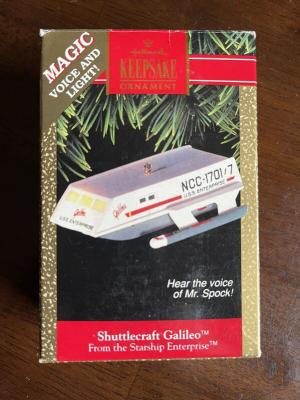 Hallmark
KEEPSAKE
ORNAMENT
MAGIC
VOICE AND
LIGHT!
NCC-1701/7
U.S.S. ENTERPRISE
Galileo
U.S.S. ENTERPRISE
Hear the voice
of Mr. Spock!
Shuttlecraft Galileo™
From the Starship Enterprise™